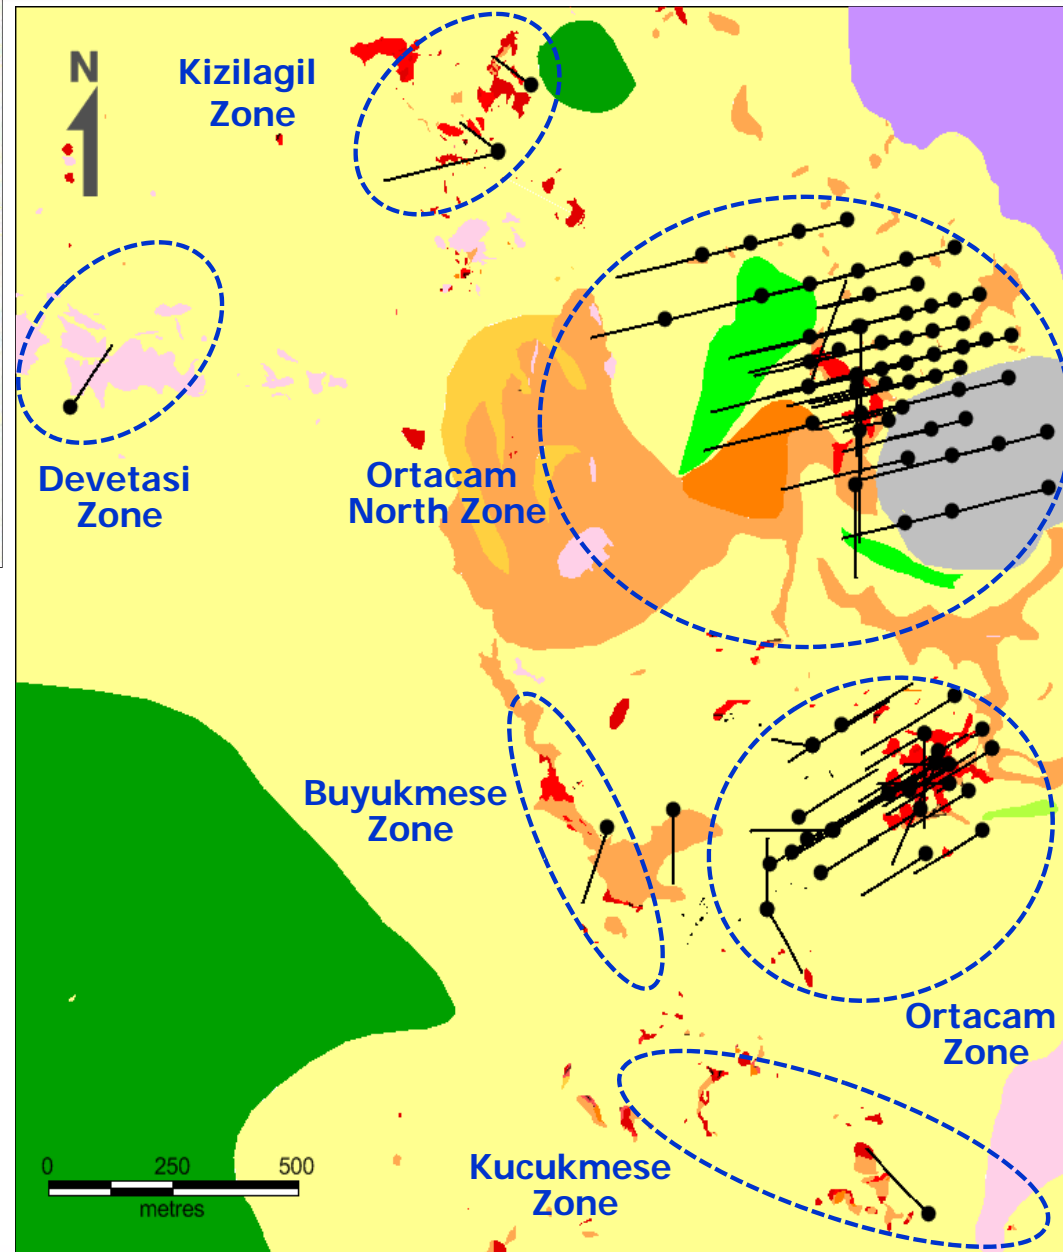 N
Kizilagil
Zone
Devetasi
Zone
Ortacam
North Zone
Buyukmese
Zone
Ortacam
Zone
Kucukmese
Zone
0 250 500
metres